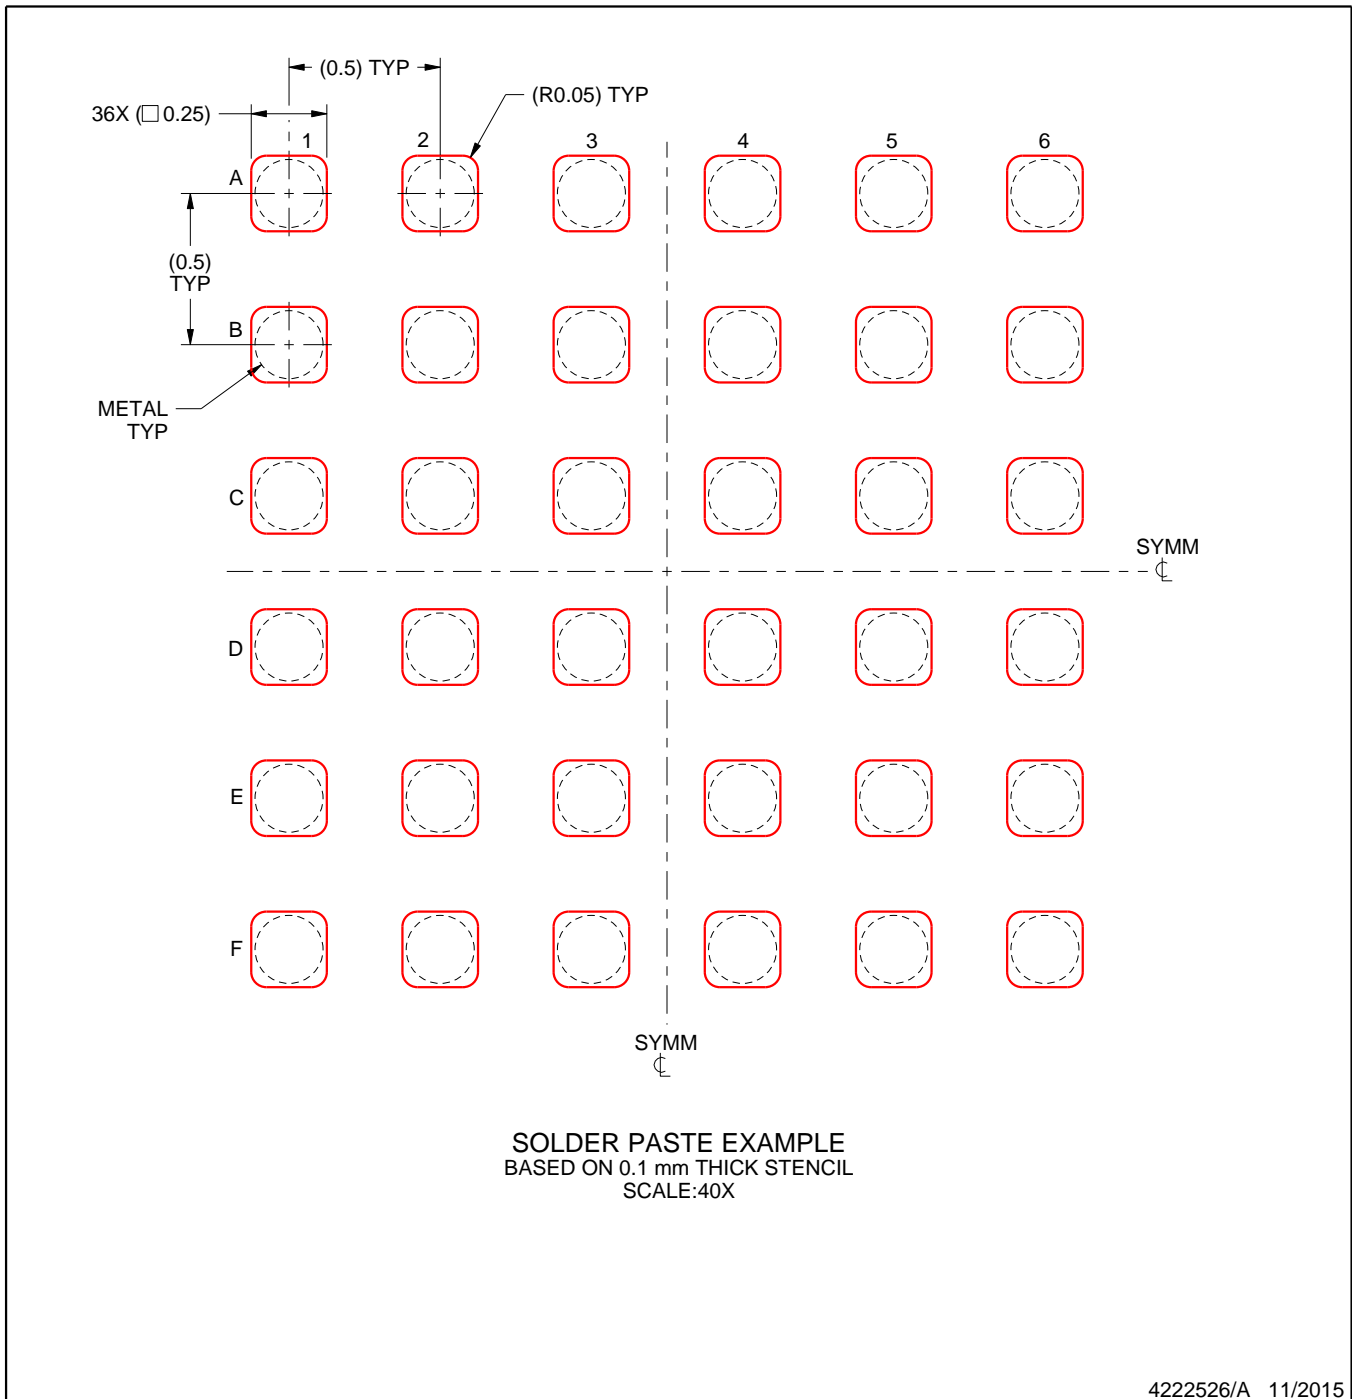 (0.5) TYP
(R0.05) TYP
36X (□ 0.25)
1
2
3
4
5
6
A
(0.5)
TYP
B
METAL
TYP
C
SYMM
℄
D
E
F
SYMM
℄
SOLDER PASTE EXAMPLE
BASED ON 0.1 mm THICK STENCIL
SCALE:40X
4222526/A 11/2015